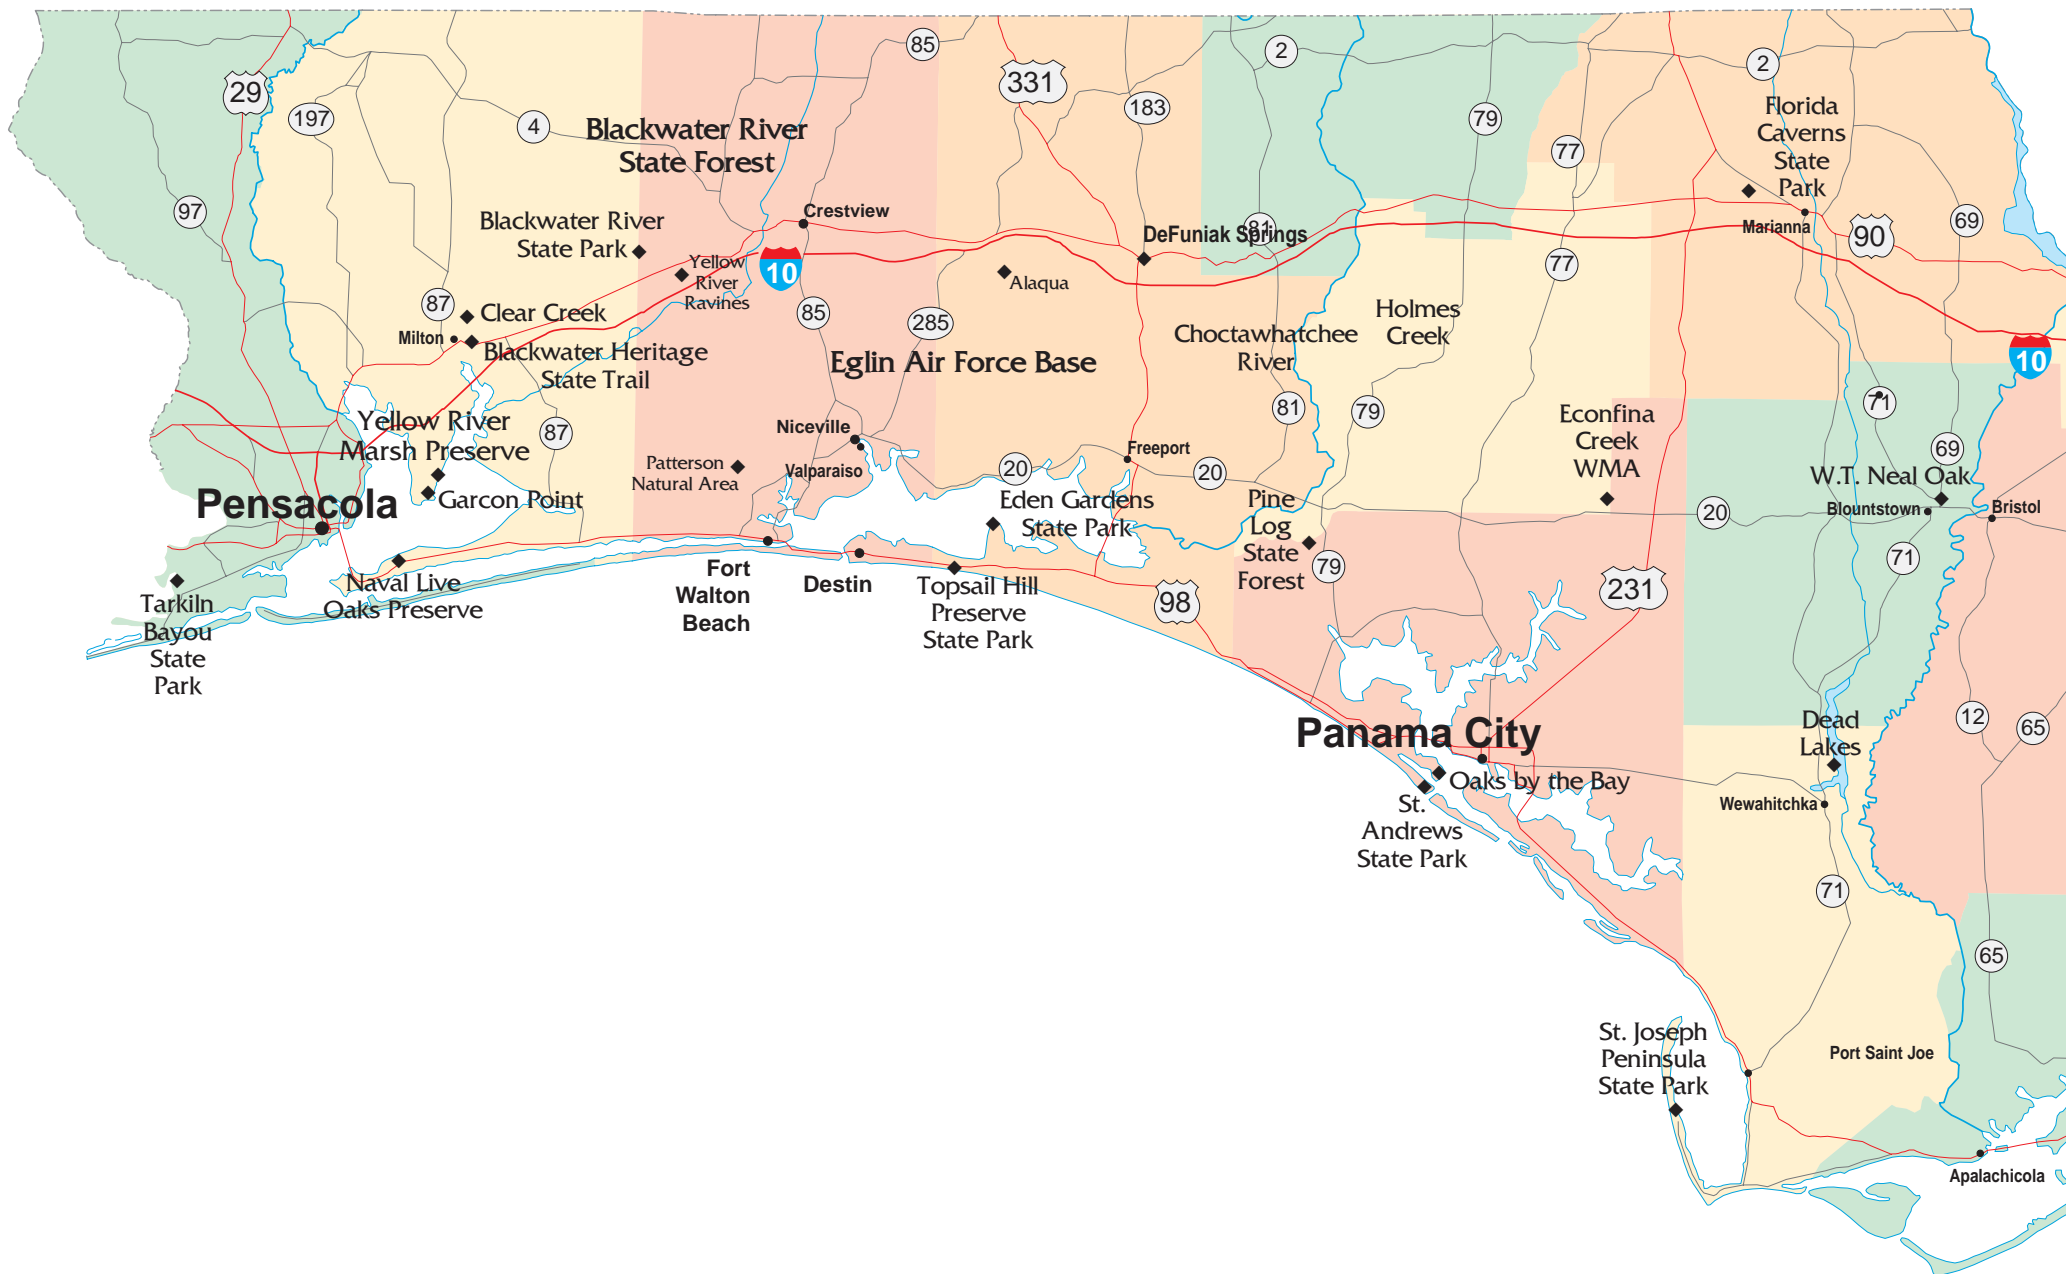 85
2
2
29
331
183
197
4
79
77
Florida
Caverns
State
Park
Blackwater River
State Forest
97
Blackwater River
State Park
Crestview
81
DeFuniak Springs
Marianna
90
69
Yellow
River
Ravines
10
Alaqua
77
87
Clear Creek
85
285
Holmes
Creek
Choctawhatchee
River
Milton
Blackwater Heritage
State Trail
Eglin Air Force Base
10
Yellow River
Marsh Preserve
87
81
79
Econfina
Creek
WMA
71
Niceville
Valparaiso
Freeport
69
Patterson
Natural Area
20
20
W.T. Neal Oak
Pensacola
Garcon Point
Eden Gardens
State Park
Pine
Log
State
Forest
20
Blountstown
Bristol
71
Tarkiln
Bayou
State
Park
Naval Live
Oaks Preserve
Fort
Walton
Beach
Destin
Topsail Hill
Preserve
State Park
98
79
231
12
65
Dead
Lakes
Panama City
Oaks by the Bay
St.
Andrews
State Park
Wewahitchka
71
65
St. Joseph
Peninsula
State Park
Port Saint Joe
Apalachicola